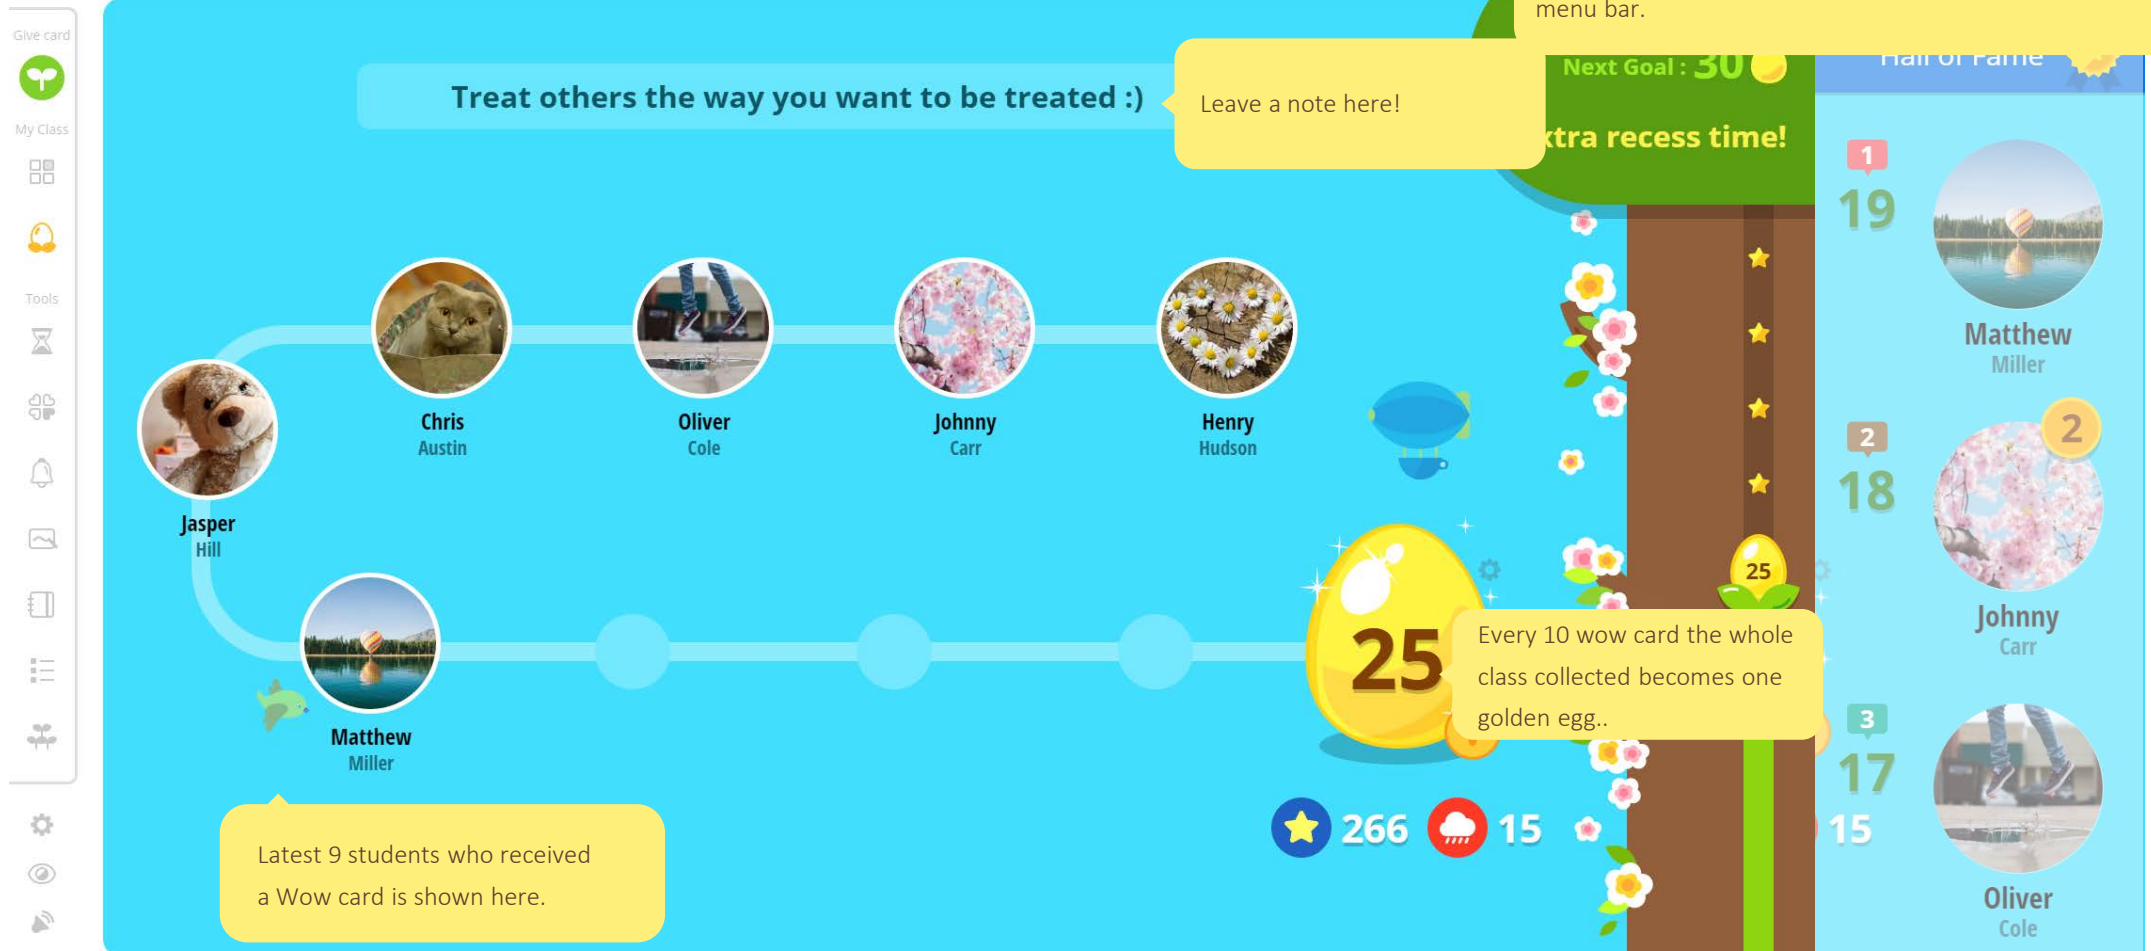 menu bar.
Give card
My Class
Tools
Treat others the way you want to be treated :)
Leave a note here!
Next Goal : 30
xtra recess time!
Hall of Fame
Chris
Austin
Oliver
Cole
Johnny
Carr
Henry
Hudson
Jasper
Hill
Matthew
Miller
25
25
Every 10 wow card the whole
class collected becomes one
golden egg..
266
15
15
Latest 9 students who received
a Wow card is shown here.
1
19
Matthew
Miller
2
18
2
Johnny
Carr
3
17
Oliver
Cole